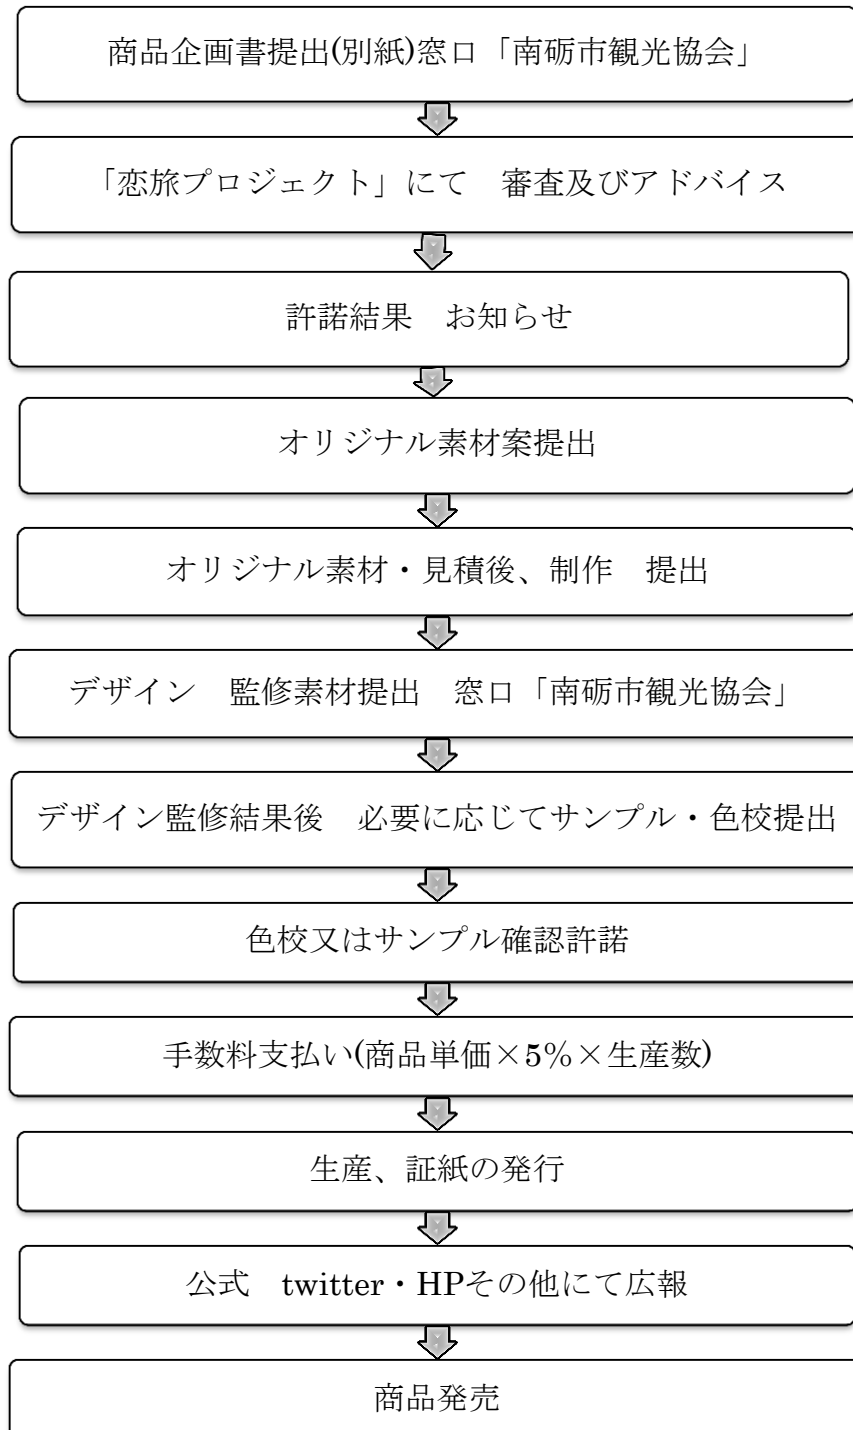 商品企画書提出(別紙)窓口「南砺市観光協会」
「恋旅プロジェクト」にて　審査及びアドバイス
許諾結果　お知らせ
オリジナル素材案提出
オリジナル素材・見積後、制作　提出
デザイン　監修素材提出　窓口「南砺市観光協会」
デザイン監修結果後　必要に応じてサンプル・色校提出
色校又はサンプル確認許諾
手数料支払い(商品単価×5%×生産数)
生産、証紙の発行
公式　twitter・HPその他にて広報
商品発売